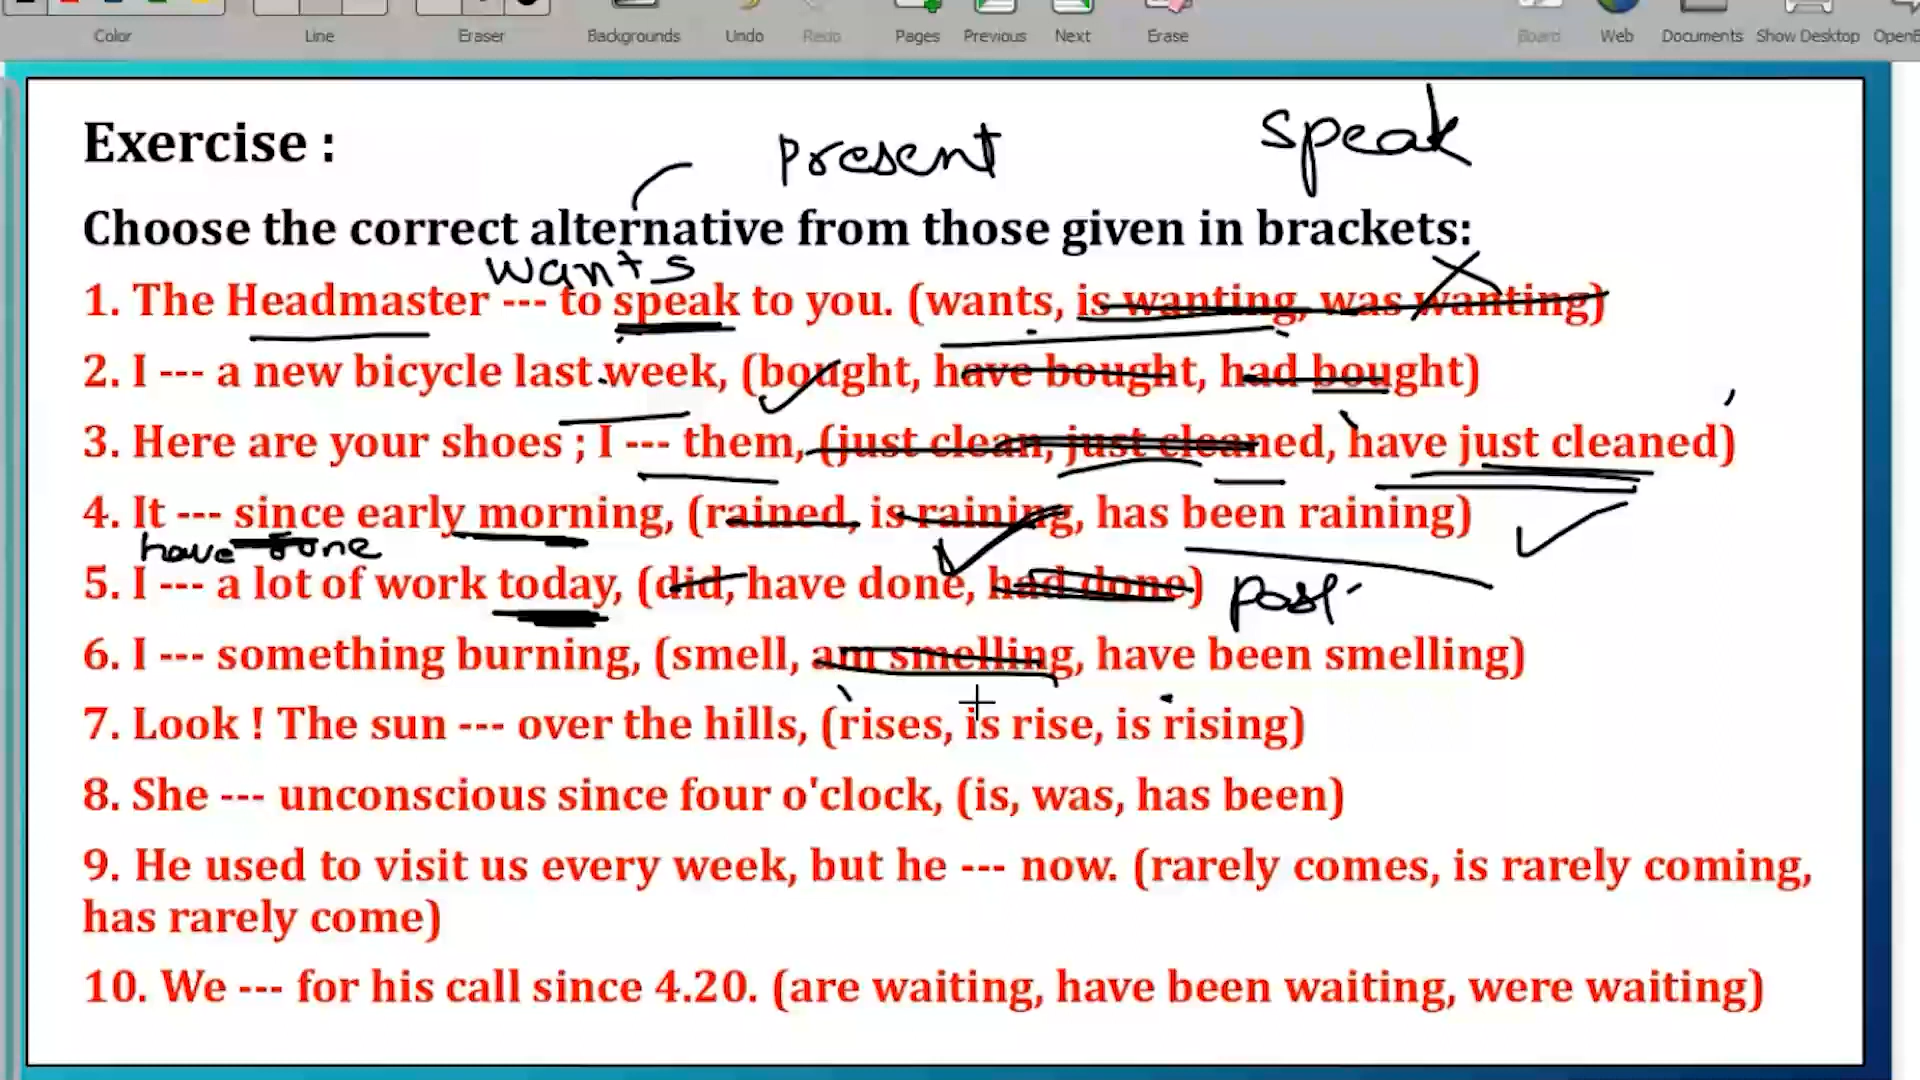 Color Line Eraser Backgrounds Undo Redo Pages Previous Next Erase Board Web Documents Show Desktop OpenB
Exercise :
present speak
Choose the correct alternative from those given in brackets:
wants
1. The Headmaster --- to speak to you. (wants, is wanting, was wanting)
2. I --- a new bicycle last week, (bought, have bought, had bought)
3. Here are your shoes ; I --- them, (just clean, just cleaned, have just cleaned)
4. It --- since early morning, (rained, is raining, has been raining)
have done
5. I --- a lot of work today, (did, have done, had done) past
6. I --- something burning, (smell, am smelling, have been smelling)
7. Look ! The sun --- over the hills, (rises, is rise, is rising)
8. She --- unconscious since four o'clock, (is, was, has been)
9. He used to visit us every week, but he --- now. (rarely comes, is rarely coming,
has rarely come)
10. We --- for his call since 4.20. (are waiting, have been waiting, were waiting)